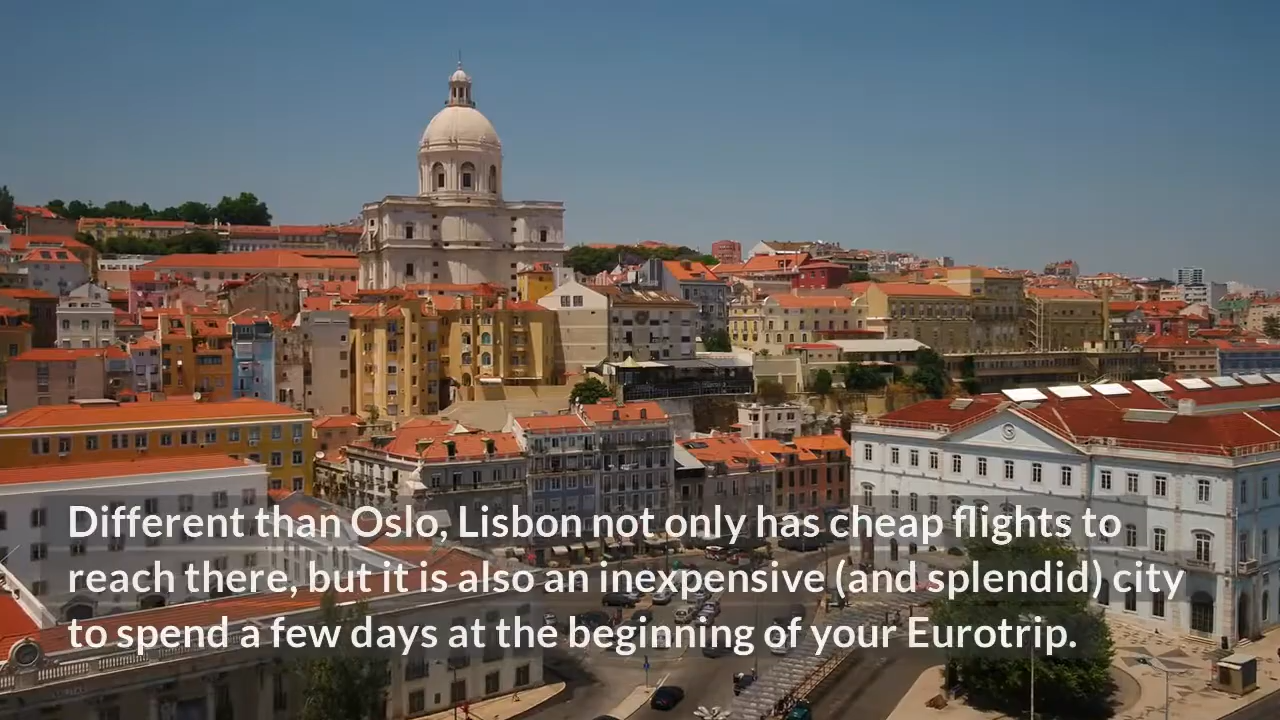 Different than Oslo, Lisbon not only has cheap flights to
reach there, but it is also an inexpensive (and splendid) city
to spend a few days at the beginning of your Eurotrip.